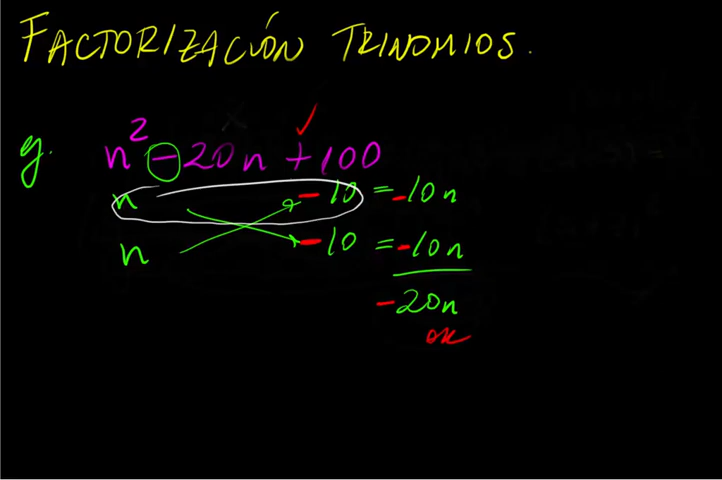 FACTORIZACIÓN TRINOMIOS.
g. n² - 20n + 100
n - 10 = -10n
n - 10 = -10n
-20n
OK